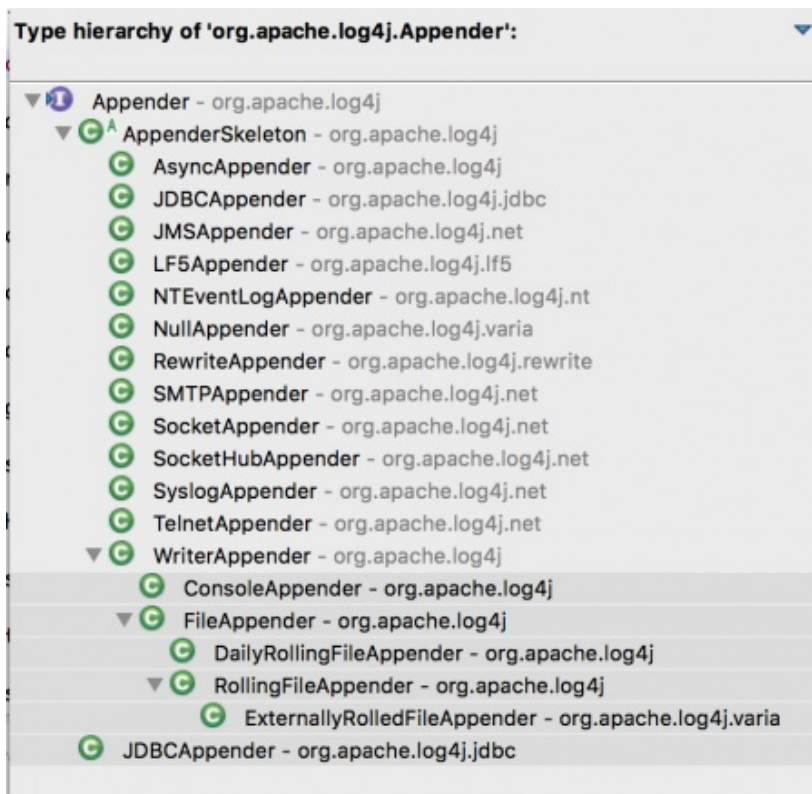 Type hierarchy of 'org.apache.log4j.Appender':
Appender - org.apache.log4j
AppenderSkeleton - org.apache.log4j
AsyncAppender - org.apache.log4j
JDBCAppender - org.apache.log4j.jdbc
JMSAppender - org.apache.log4j.net
LF5Appender - org.apache.log4j.lf5
NTEventLogAppender - org.apache.log4j.nt
NullAppender - org.apache.log4j.varia
RewriteAppender - org.apache.log4j.rewrite
SMTPAppender - org.apache.log4j.net
SocketAppender - org.apache.log4j.net
SocketHubAppender - org.apache.log4j.net
SyslogAppender - org.apache.log4j.net
TelnetAppender - org.apache.log4j.net
WriterAppender - org.apache.log4j
ConsoleAppender - org.apache.log4j
FileAppender - org.apache.log4j
DailyRollingFileAppender - org.apache.log4j
RollingFileAppender - org.apache.log4j
ExternallyRolledFileAppender - org.apache.log4j.varia
JDBCAppender - org.apache.log4j.jdbc